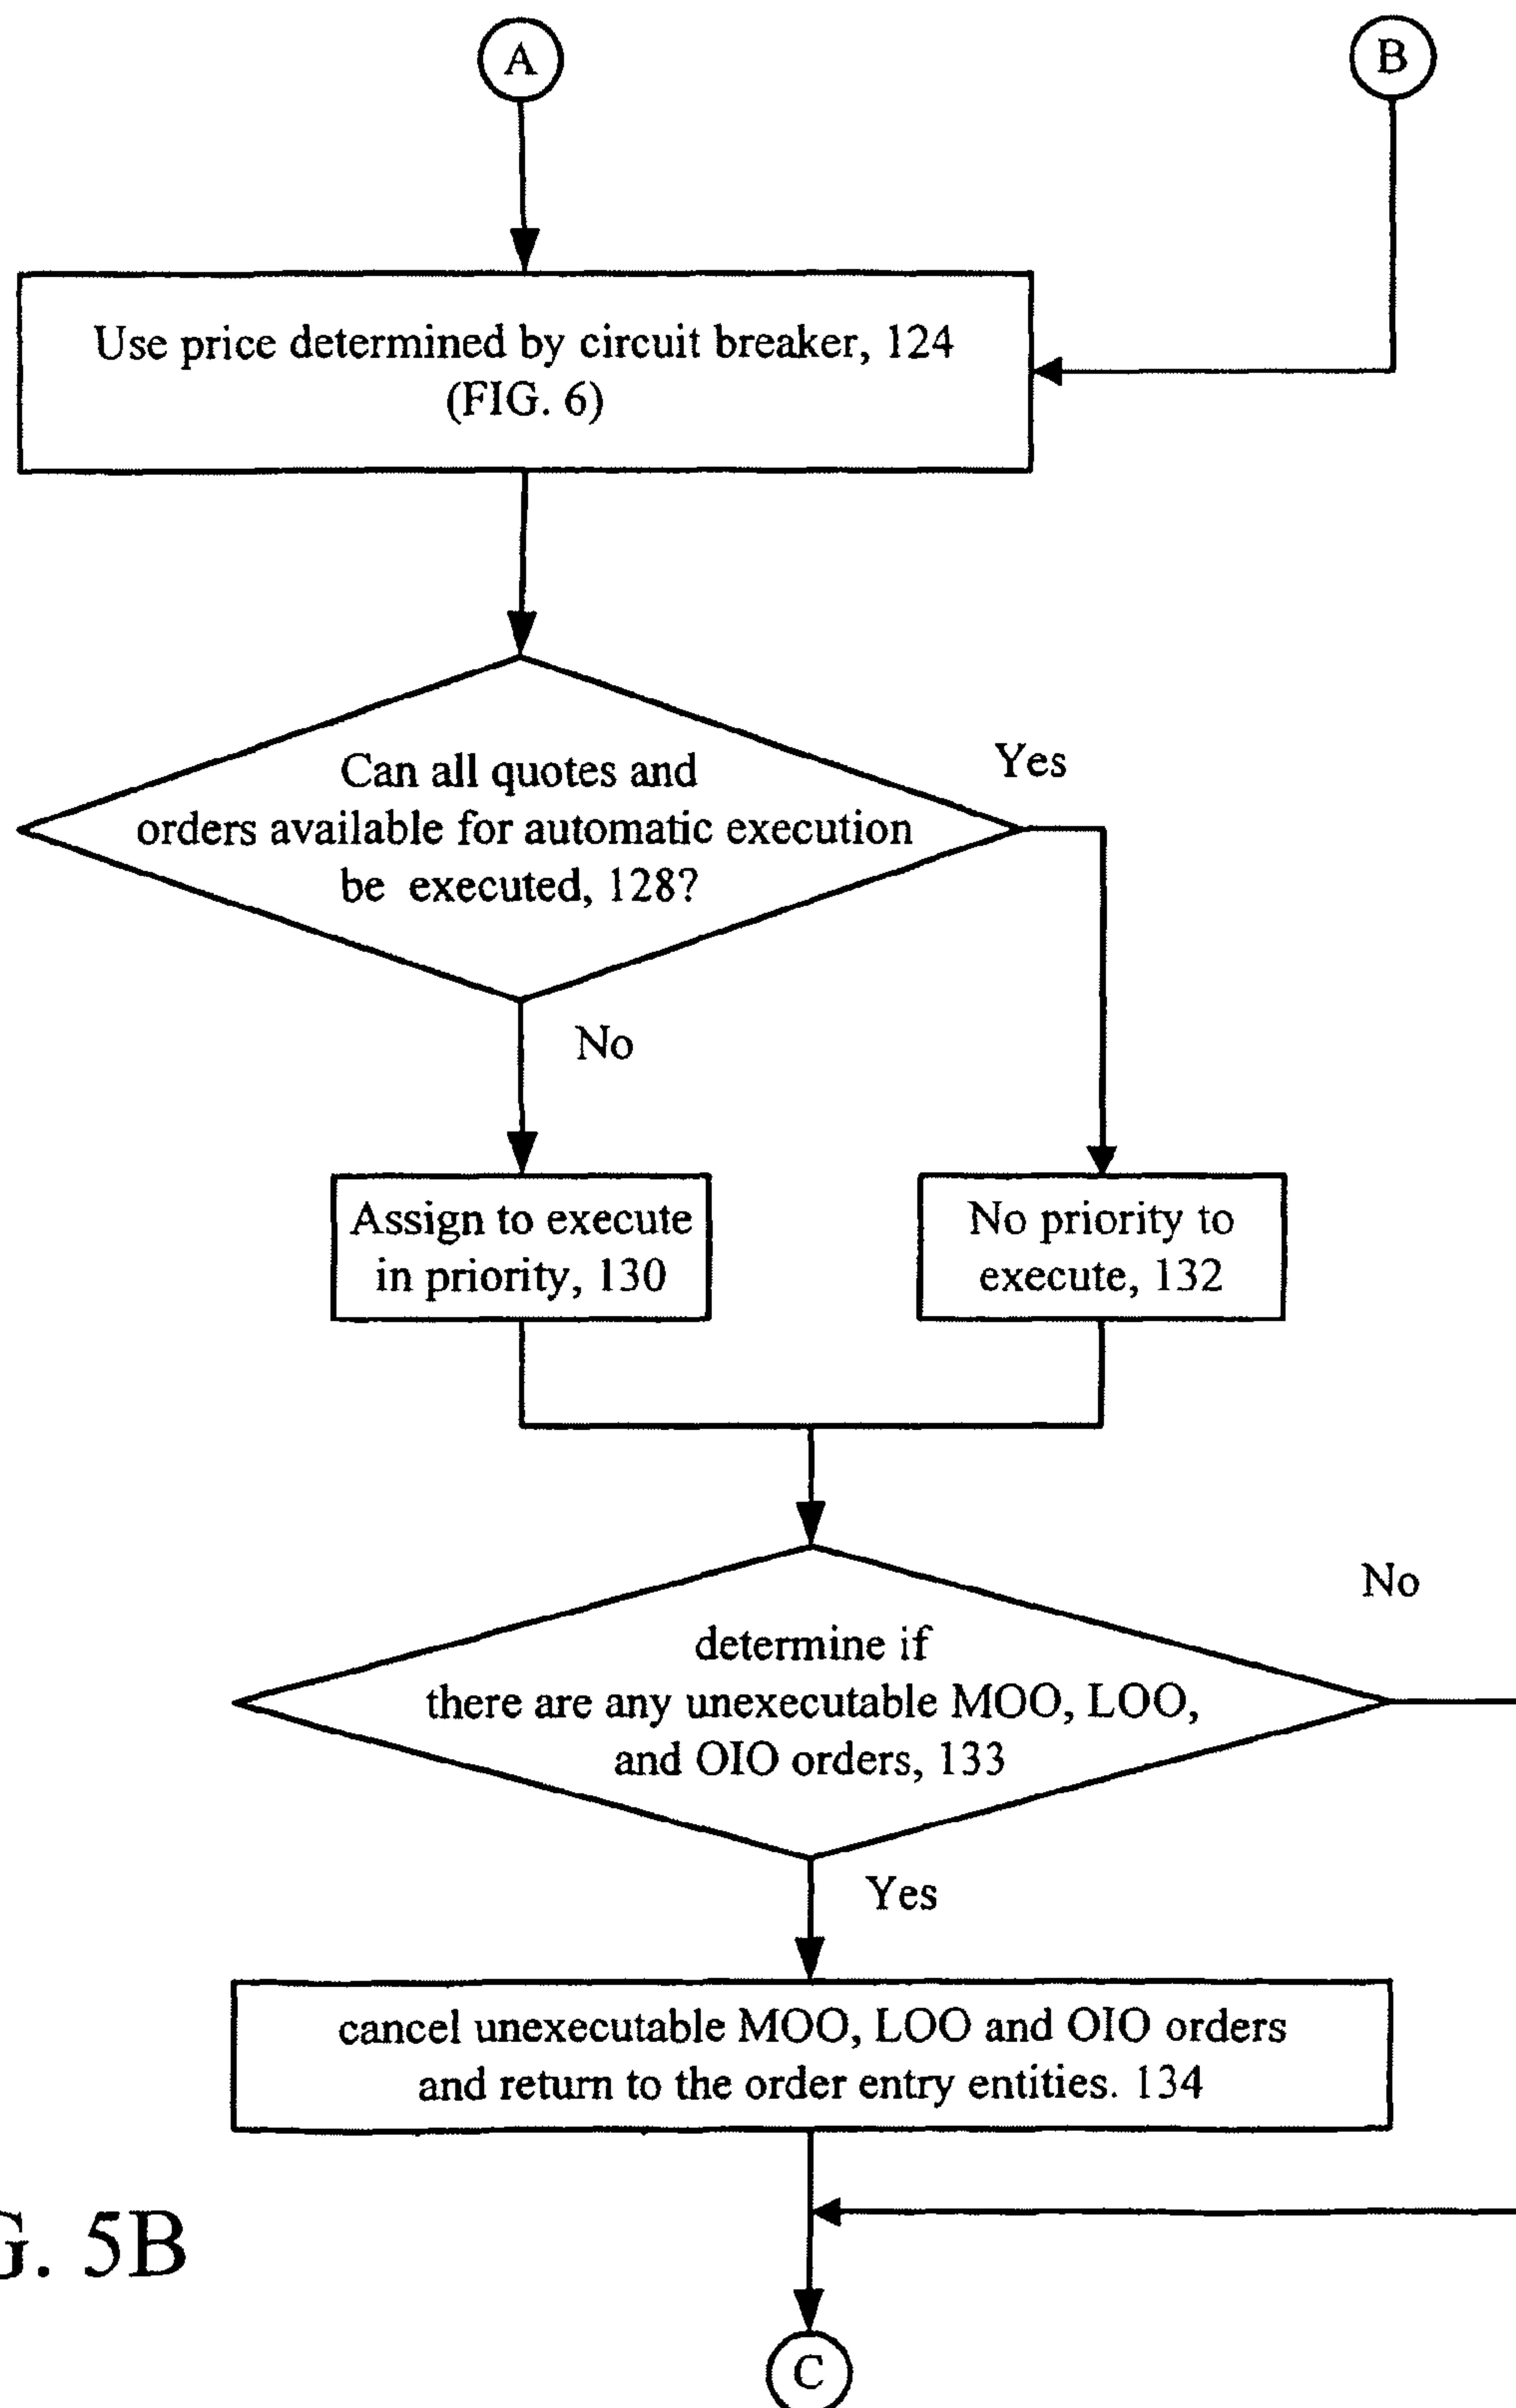 A
B
Use price determined by circuit breaker, 124
(FIG. 6)
Can all quotes and
orders available for automatic execution
be executed, 128?
Yes
No
Assign to execute
in priority, 130
No priority to
execute, 132
No
determine if
there are any unexecutable MOO, LOO,
and OIO orders, 133
Yes
cancel unexecutable MOO, LOO and OIO orders
and return to the order entry entities. 134
G. 5B
C